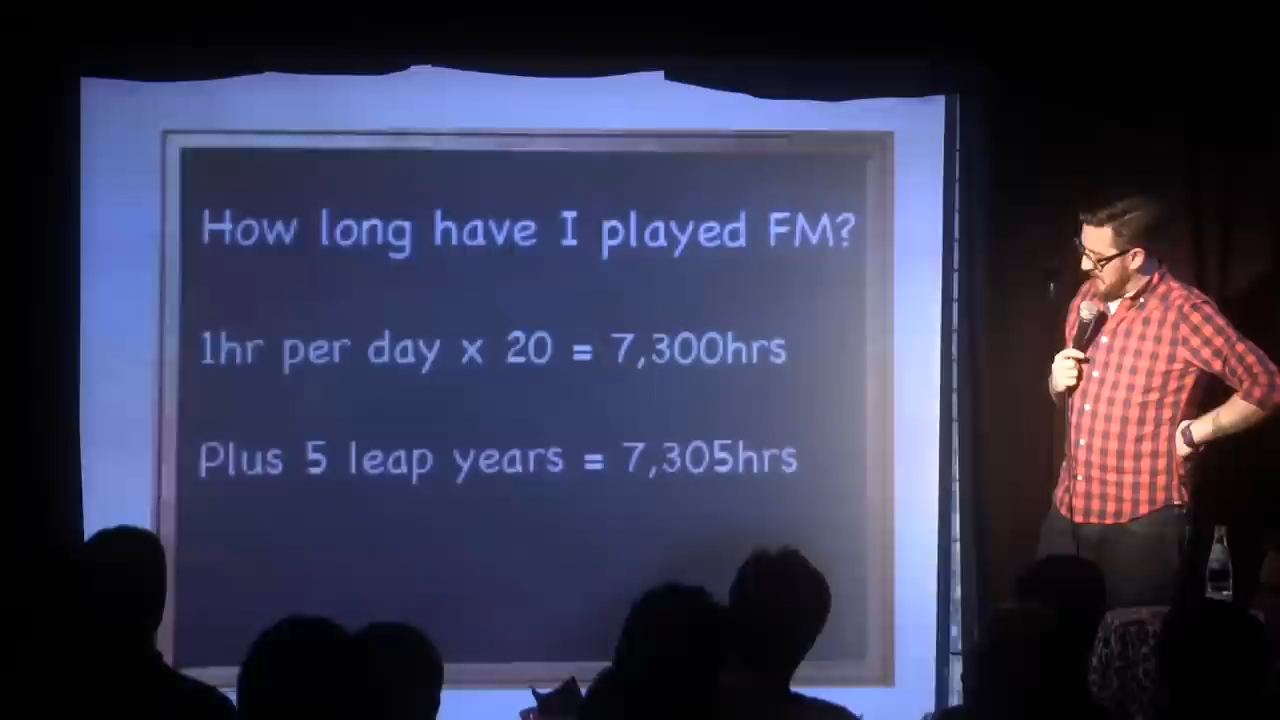 How long have I played FM?
1hr per day x 20 = 7,300hrs
Plus 5 leap years = 7,305hrs